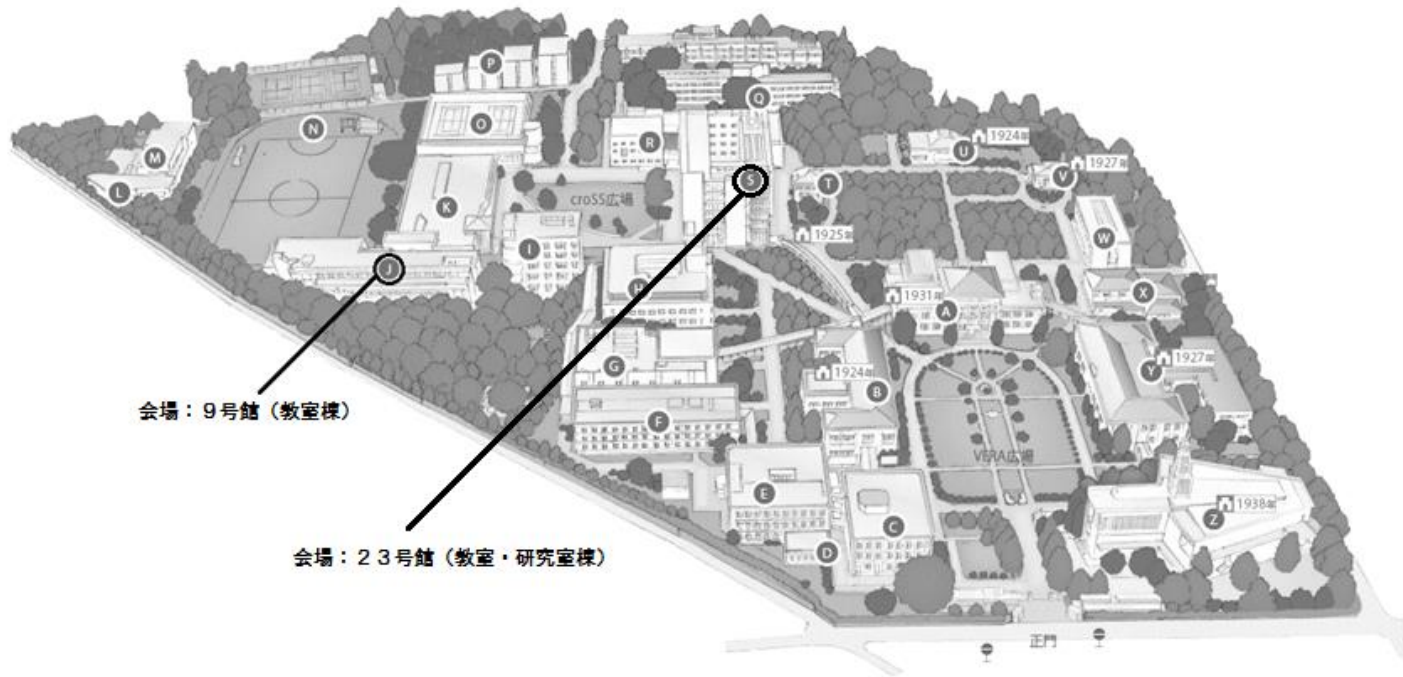 P
Q
N
O
R
M
U
1924年
L
S
T
V
1927年
K
croSS広場
1925年
W
I
J
H
1931年
A
X
G
1924年
B
Y
1927年
会場：９号館（教室棟）
F
VERA広場
E
C
Z
1938年
D
会場：２３号館（教室・研究室棟）
正門